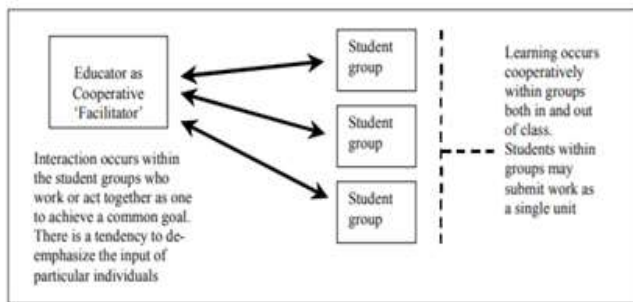 Educator as
Cooperative
'Facilitator'
Interaction occurs within
the student groups who
work or act together as one
to achieve a common goal.
There is a tendency to de-
emphasize the input of
particular individuals
Student
group
Student
group
Student
group
Learning occurs
cooperatively
within groups
both in and out
of class.
Students within
groups may
submit work as
a single unit